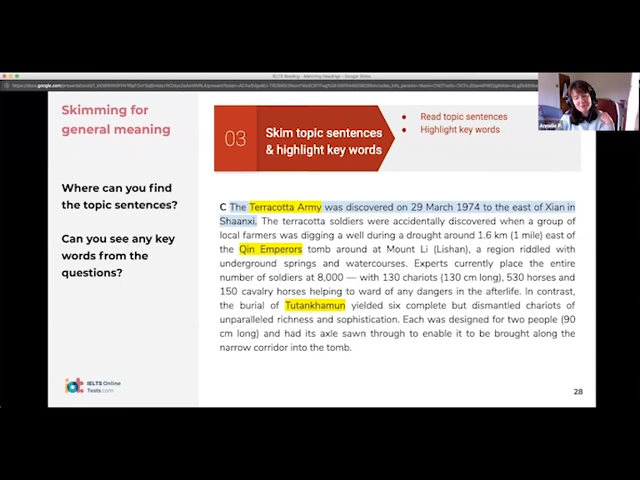 IELTS Reading - Matching Headings - Google Slides
Skimming for
general meaning
Where can you find
the topic sentences?
Can you see any key
words from the
questions?
03
Skim topic sentences
& highlight key words
● Read topic sentences
● Highlight key words
C The Terracotta Army was discovered on 29 March 1974 to the east of Xian in
Shaanxi. The terracotta soldiers were accidentally discovered when a group of
local farmers was digging a well during a drought around 1.6 km (1 mile) east of
the Qin Emperors tomb around at Mount Li (Lishan), a region riddled with
underground springs and watercourses. Experts currently place the entire
number of soldiers at 8,000 — with 130 chariots (130 cm long), 530 horses and
150 cavalry horses helping to ward of any dangers in the afterlife. In contrast,
the burial of Tutankhamun yielded six complete but dismantled chariots of
unparalleled richness and sophistication. Each was designed for two people (90
cm long) and had its axle sawn through to enable it to be brought along the
narrow corridor into the tomb.
IELTS Online
Tests.com
28